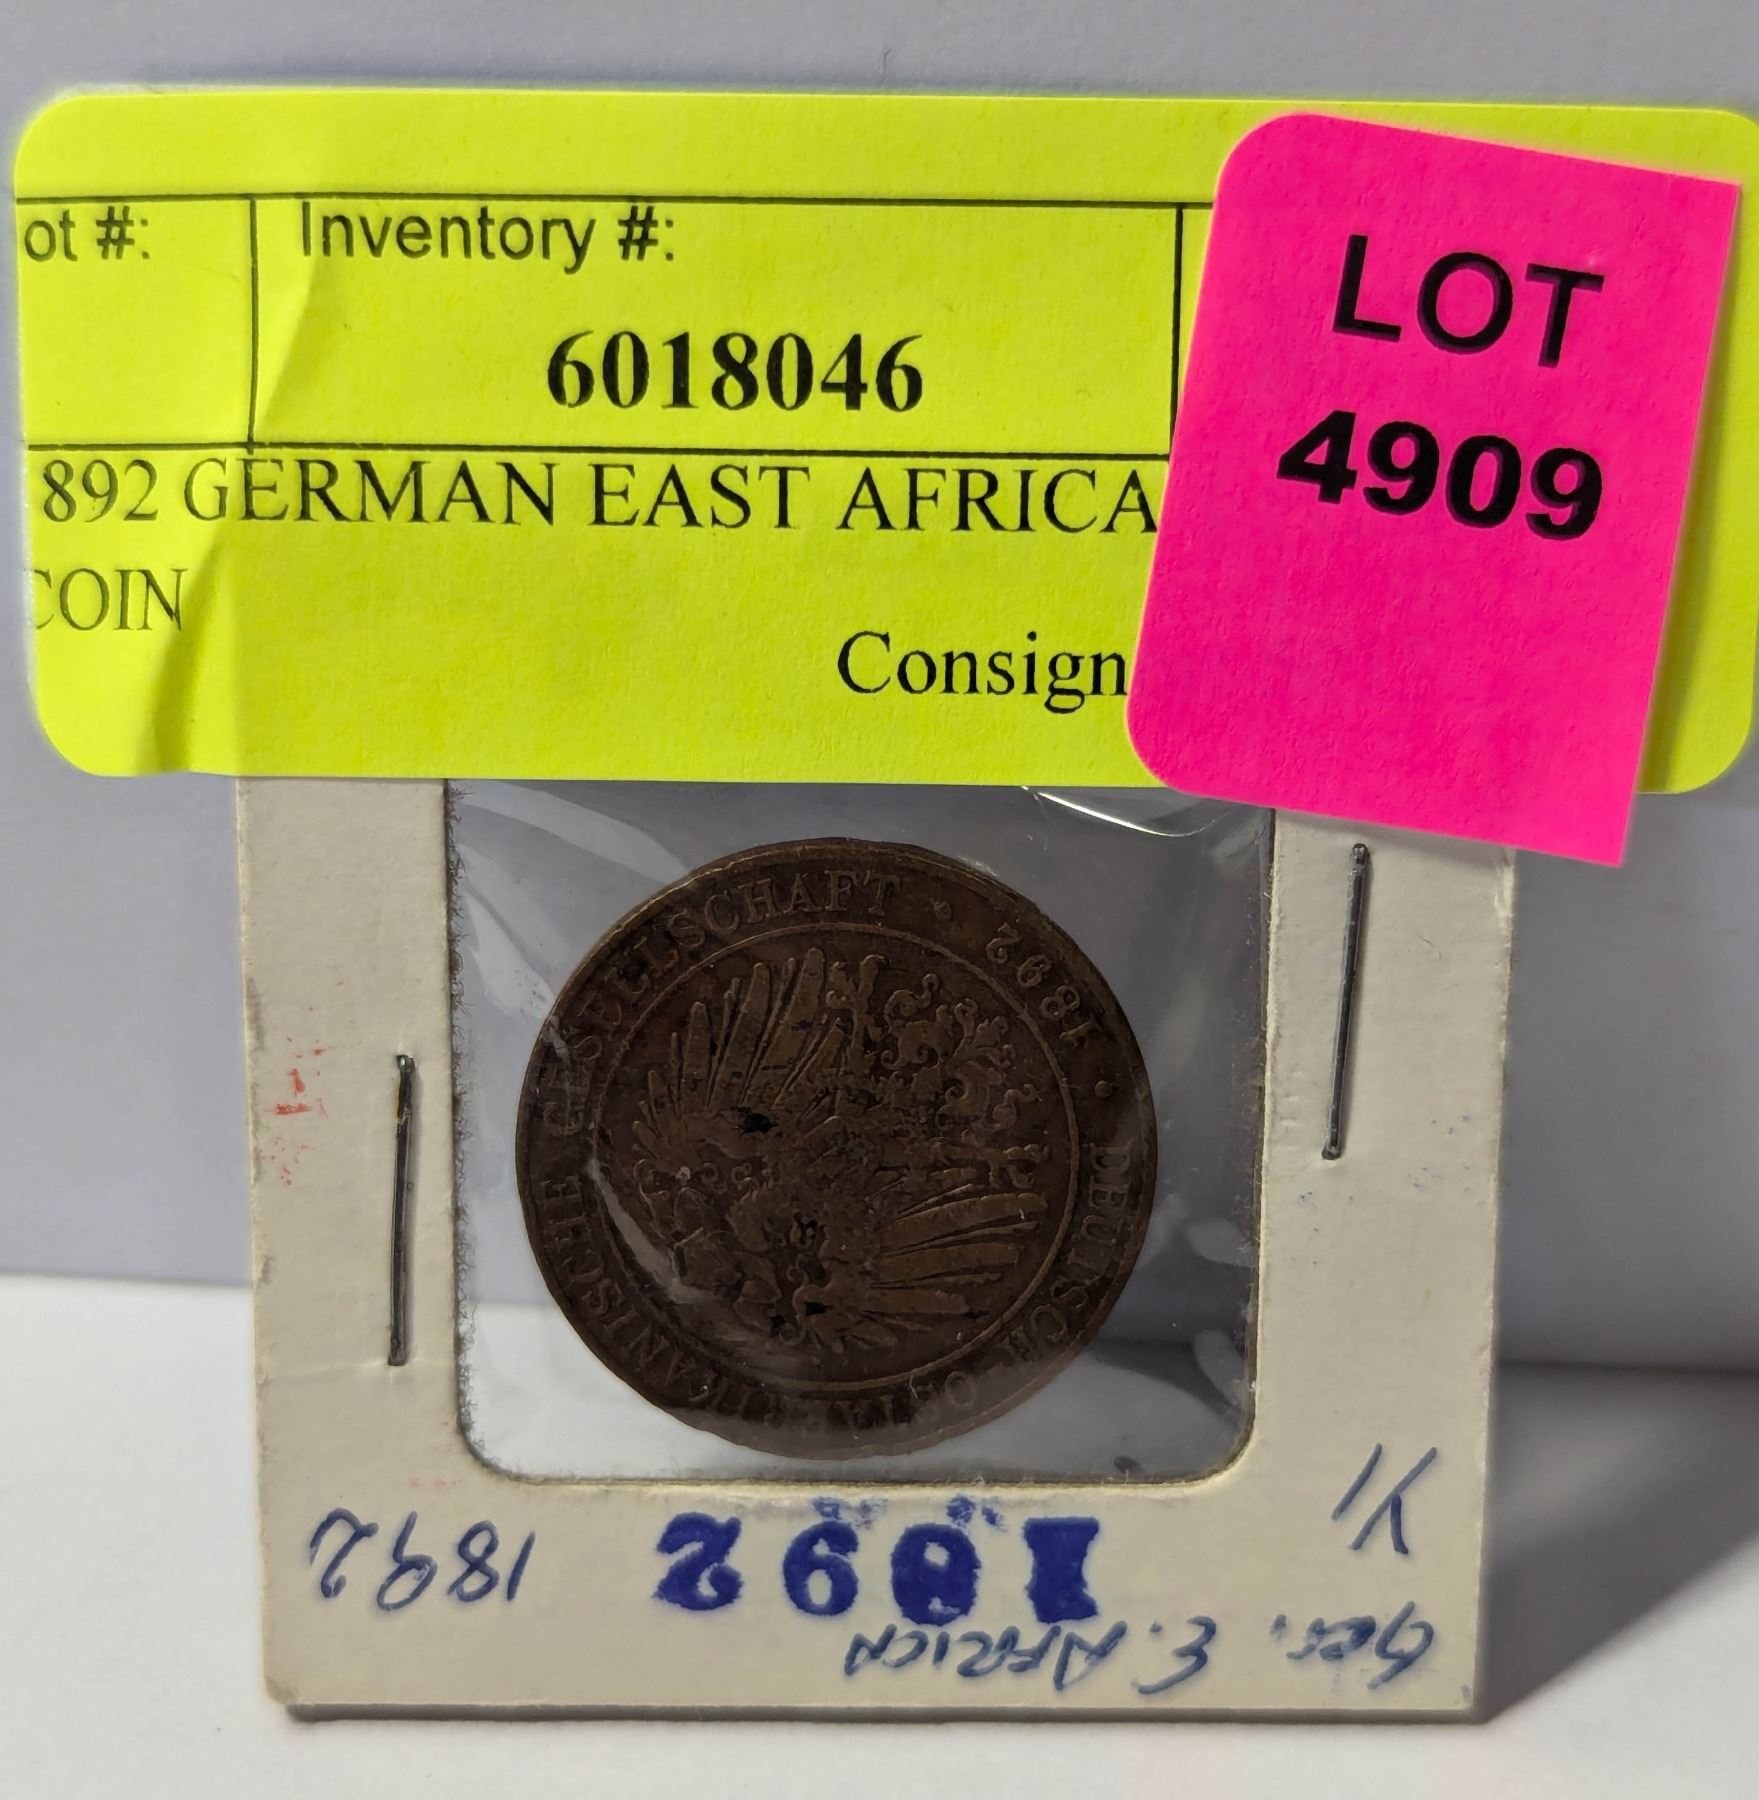 ot #:
Inventory #:
6018046
892 GERMAN EAST AFRICA
COIN
Consign
LOT
4909
DEUTSCH OSTAFRIKANISCHE GESELLSCHAFT · 1892 ·
Y1
1892
1892
Ger. E. AFRICA